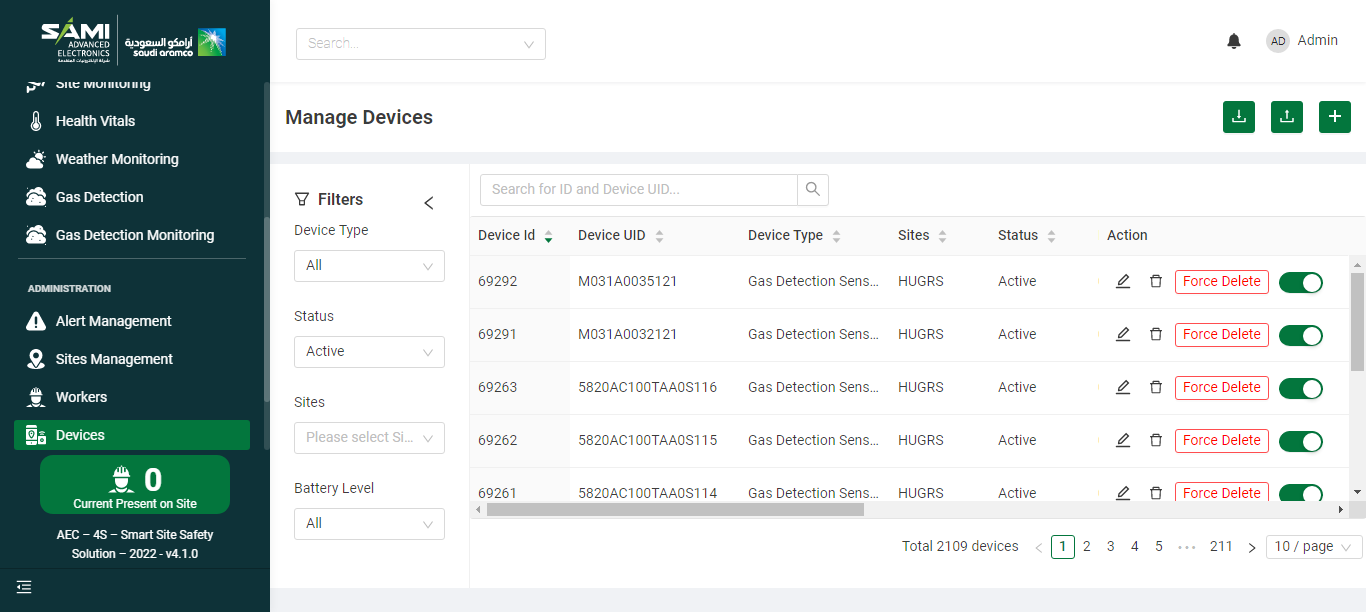 SAMI
ADVANCED
ELECTRONICS
شركة الإلكترونيات المتقدمة
أرامكو السعودية
saudi aramco
Search...
AD
Admin
Site Monitoring
Health Vitals
Weather Monitoring
Gas Detection
Gas Detection Monitoring
ADMINISTRATION
Alert Management
Sites Management
Workers
Devices
0
Current Present on Site
AEC – 4S – Smart Site Safety
Solution – 2022 - v4.1.0
Manage Devices
Filters
Device Type
All
Status
Active
Sites
Please select Si...
Battery Level
All
Search for ID and Device UID...
Device Id Device UID Device Type Sites Status Action
69292 M031A0035121 Gas Detection Sens... HUGRS Active Force Delete
69291 M031A0032121 Gas Detection Sens... HUGRS Active Force Delete
69263 5820AC100TAA0S116 Gas Detection Sens... HUGRS Active Force Delete
69262 5820AC100TAA0S115 Gas Detection Sens... HUGRS Active Force Delete
69261 5820AC100TAA0S114 Gas Detection Sens... HUGRS Active Force Delete
Total 2109 devices < 1 2 3 4 5 ••• 211 > 10 / page